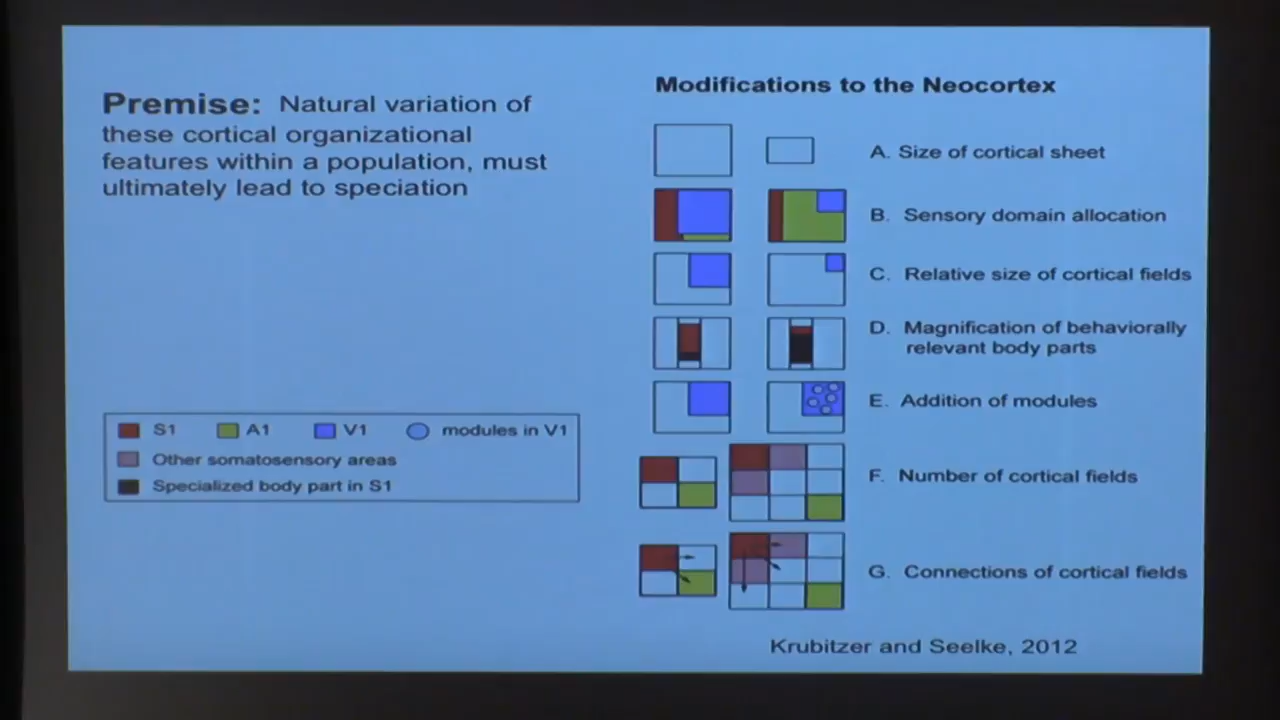 Premise: Natural variation of
these cortical organizational
features within a population, must
ultimately lead to speciation
Modifications to the Neocortex
A. Size of cortical sheet
B. Sensory domain allocation
C. Relative size of cortical fields
D. Magnification of behaviorally
relevant body parts
E. Addition of modules
F. Number of cortical fields
G. Connections of cortical fields
S1 A1 V1 modules in V1
Other somatosensory areas
Specialized body part in S1
Krubitzer and Seelke, 2012